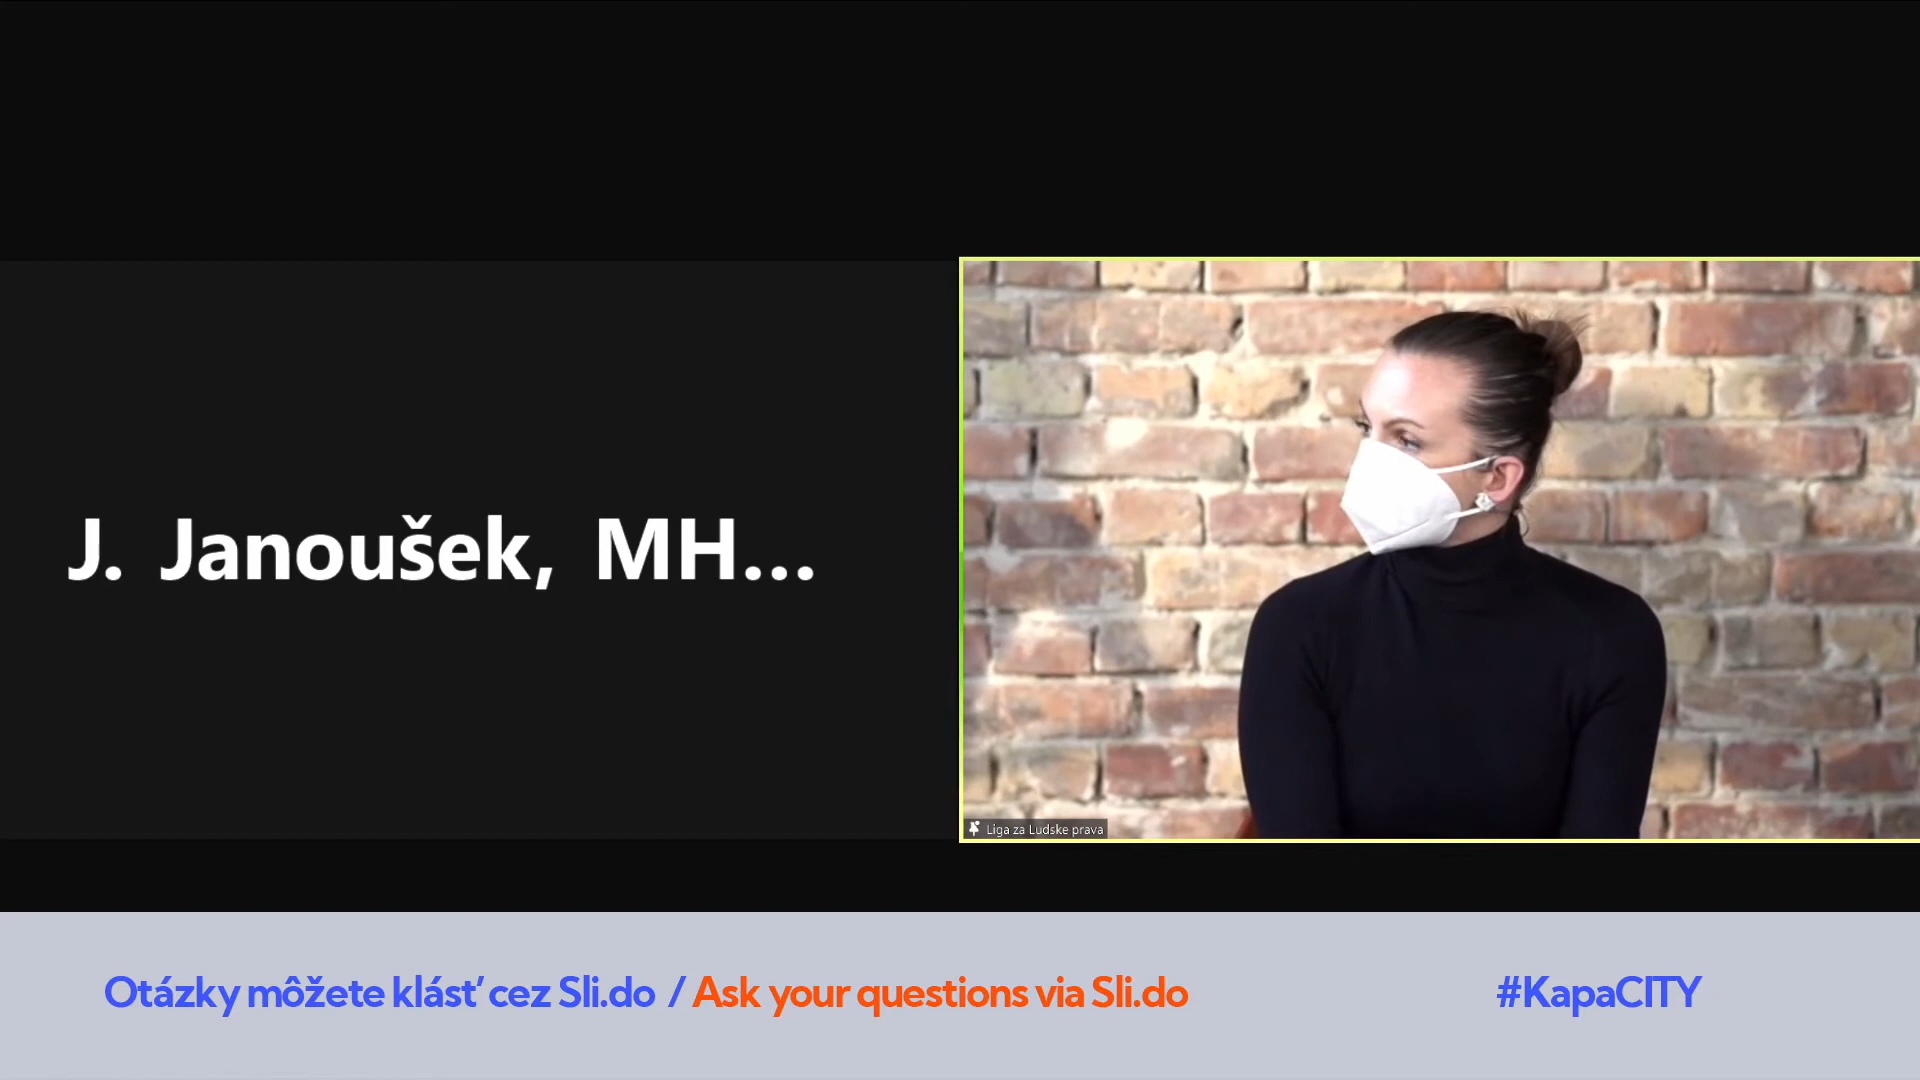 J. Janoušek, MH...
Liga za Ludske prava
Otázky môžete klásť cez Sli.do / Ask your questions via Sli.do
#KapaCITY